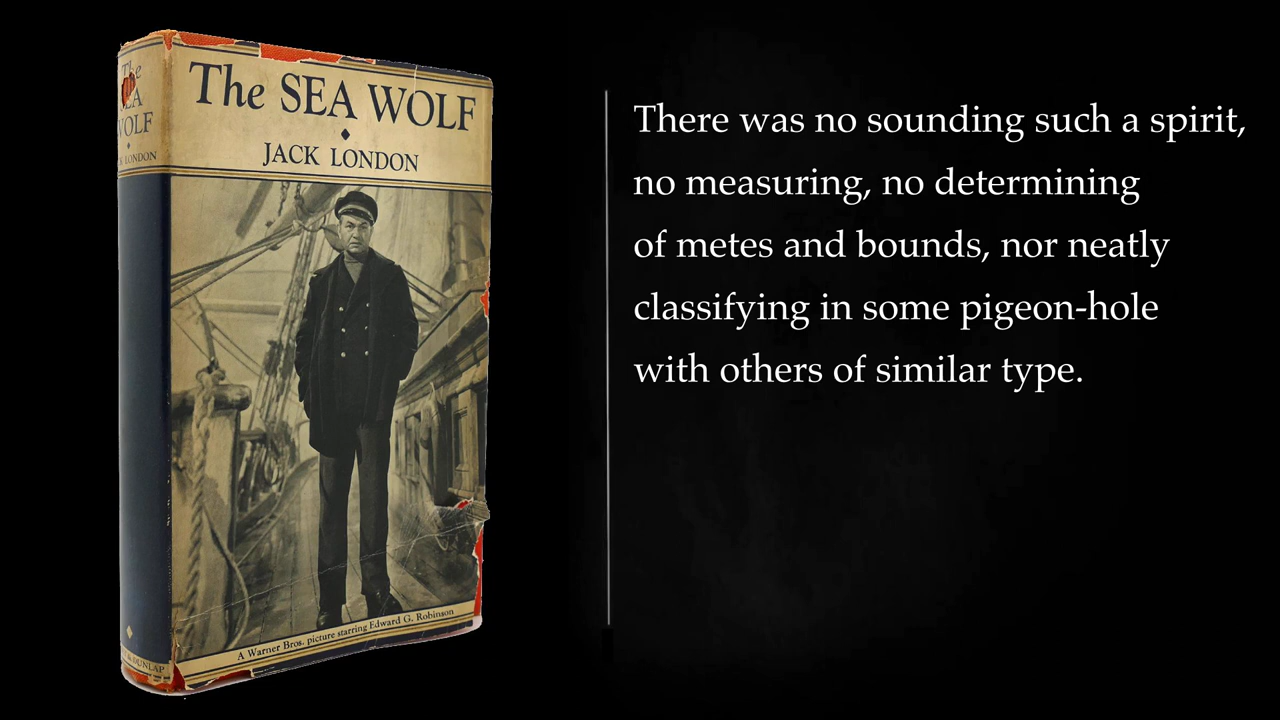 The
SEA
WOLF
JACK LONDON
The SEA WOLF
JACK LONDON
A Warner Bros. picture starring Edward G. Robinson
DUNLAP
There was no sounding such a spirit,
no measuring, no determining
of metes and bounds, nor neatly
classifying in some pigeon-hole
with others of similar type.